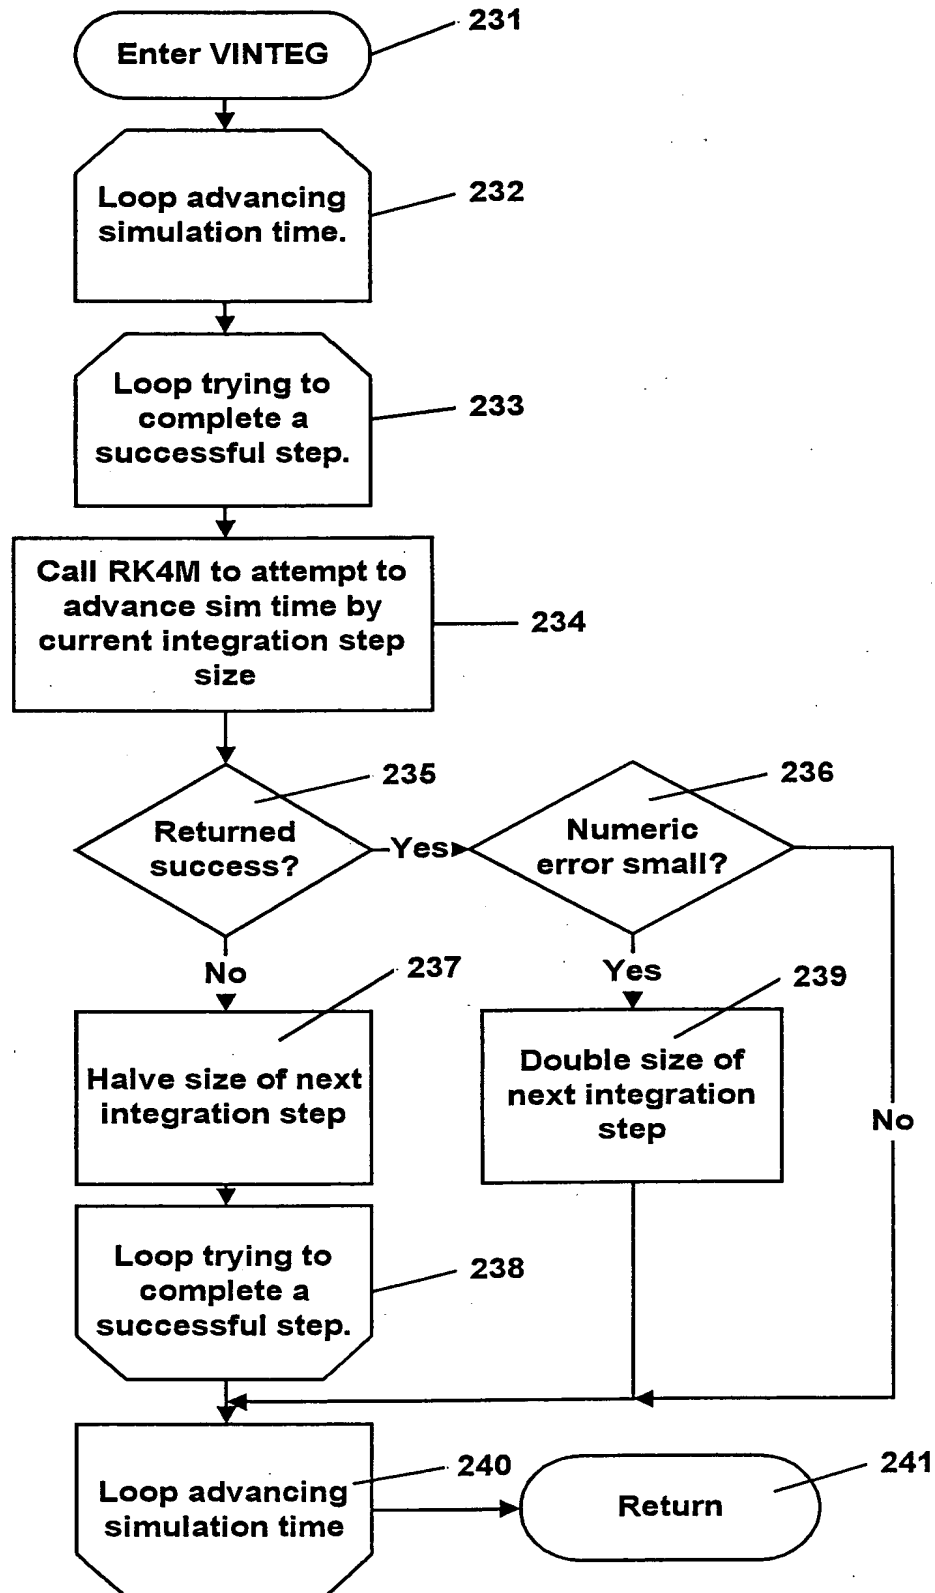 231
Enter VINTEG
Loop advancing
simulation time.
232
Loop trying to
complete a
successful step.
233
Call RK4M to attempt to
advance sim time by
current integration step
size
234
235
Returned
success?
Yes
236
Numeric
error small?
No
237
Yes
239
Halve size of next
integration step
Double size of
next integration
step
No
Loop trying to
complete a
successful step.
238
240
Loop advancing
simulation time
241
Return